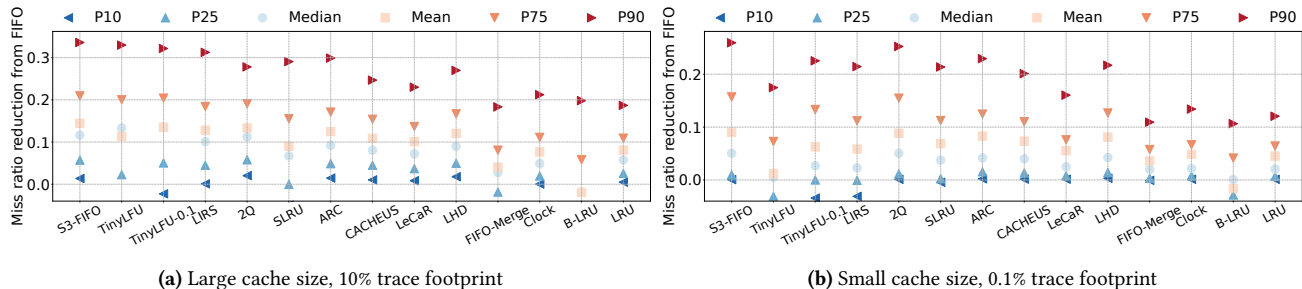 P10 P25 Median Mean P75 P90
Miss ratio reduction from FIFO
0.3
0.2
0.1
0.0
S3-FIFO TinyLFU TinyLFU-0.1 LIRS 2Q SLRU ARC CACHEUS LeCaR LHD FIFO-Merge Clock B-LRU LRU
(a) Large cache size, 10% trace footprint
P10 P25 Median Mean P75 P90
Miss ratio reduction from FIFO
0.2
0.1
0.0
S3-FIFO TinyLFU TinyLFU-0.1 LIRS 2Q SLRU ARC CACHEUS LeCaR LHD FIFO-Merge Clock B-LRU LRU
(b) Small cache size, 0.1% trace footprint